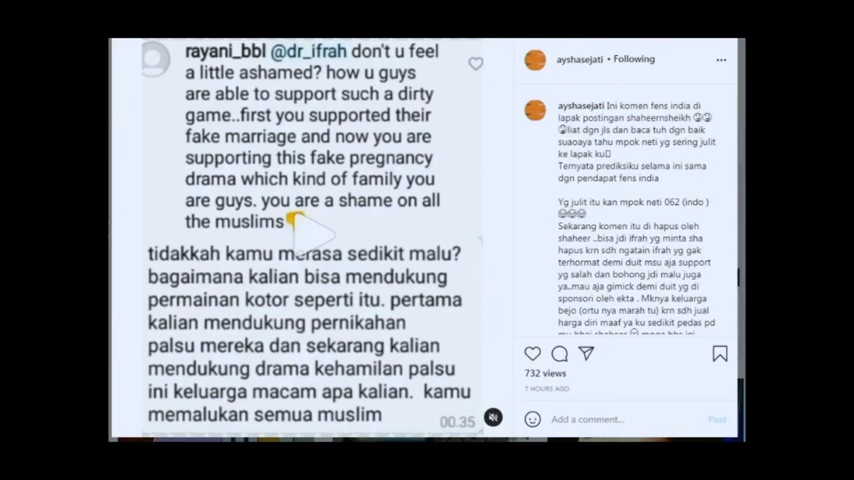 rayani_bbl @dr_ifrah don't u feel
a little ashamed? how u guys
are able to support such a dirty
game..first you supported their
fake marriage and now you are
supporting this fake pregnancy
drama which kind of family you
are guys. you are a shame on all
the muslims
tidakkah kamu merasa sedikit malu?
bagaimana kalian bisa mendukung
permainan kotor seperti itu. pertama
kalian mendukung pernikahan
palsu mereka dan sekarang kalian
mendukung drama kehamilan palsu
ini keluarga macam apa kalian. kamu
memalukan semua muslim
00.35
ayshasejati • Following
ayshasejati Ini komen fens india di
lapak postingan shaheernsheikh
liat dgn jls dan baca tuh dgn baik
suaoaya tahu mpok neti yg sering julit
ke lapak ku
Ternyata prediksiku selama ini sama
dgn pendapat fens india
Yg julit itu kan mpok neti 062 (indo )
Sekarang komen itu di hapus oleh
shaheer ..bisa jdi ifrah yg minta sha
hapus krn sdh ngatain ifrah yg gak
terhormat demi duit msu aja support
yg salah dan bohong jdi malu juga
ya..mau aja gimick demi duit yg di
sponsori oleh ekta . Mknya keluarga
bejo (ortu nya marah tu) krn sdh jual
harga diri maaf ya ku sedikit pedas pd
732 views
7 HOURS AGO
Add a comment...
Post